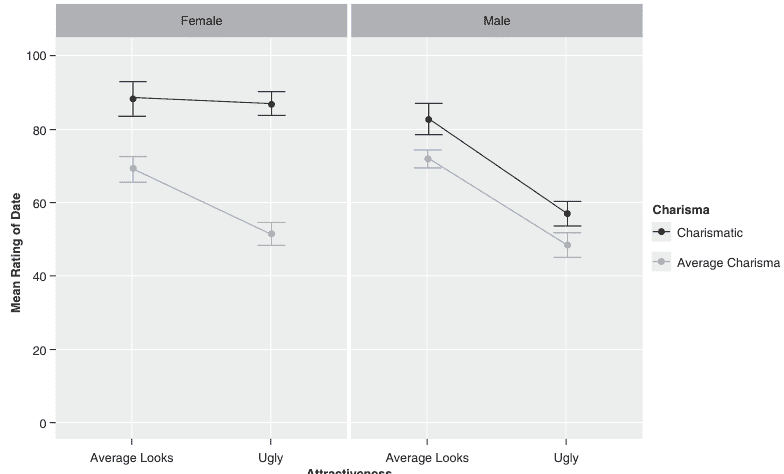 Female
Male
100
80
60
40
20
0
Mean Rating of Date
Average Looks
Ugly
Average Looks
Ugly
Attractiveness
Charisma
Charismatic
Average Charisma